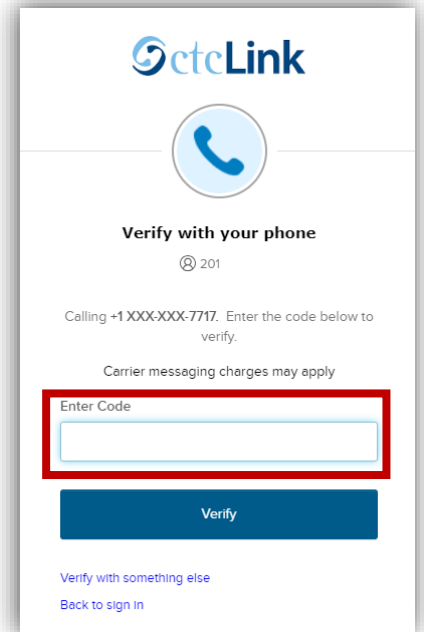 ctcLink
Verify with your phone
201
Calling +1 XXX-XXX-7717. Enter the code below to
verify.
Carrier messaging charges may apply
Enter Code
Verify
Verify with something else
Back to sign in